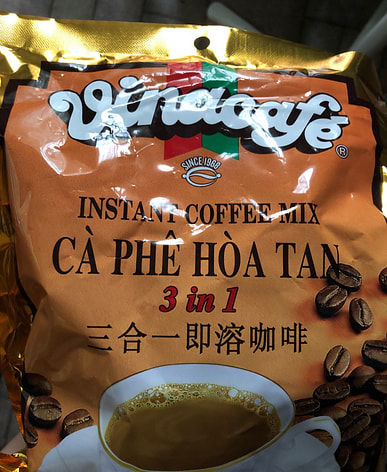 Vinacafé
®
SINCE 1968
INSTANT COFFEE MIX
CÀ PHÊ HÒA TAN
3 in 1
三合一即溶咖啡